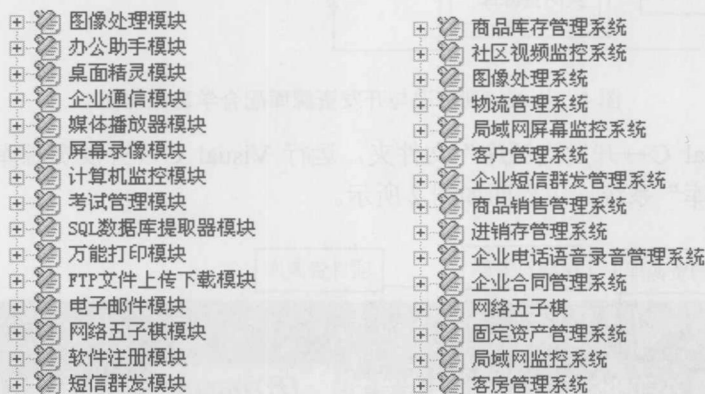 图像处理模块
办公助手模块
桌面精灵模块
企业通信模块
媒体播放器模块
屏幕录像模块
计算机监控模块
考试管理模块
SQL数据库提取器模块
万能打印模块
FTP文件上传下载模块
电子邮件模块
网络五子棋模块
软件注册模块
短信群发模块
商品库存管理系统
社区视频监控系统
图像处理系统
物流管理系统
局域网屏幕监控系统
客户管理系统
企业短信群发管理系统
商品销售管理系统
进销存管理系统
企业电话语音录音管理系统
企业合同管理系统
网络五子棋
固定资产管理系统
局域网监控系统
客房管理系统